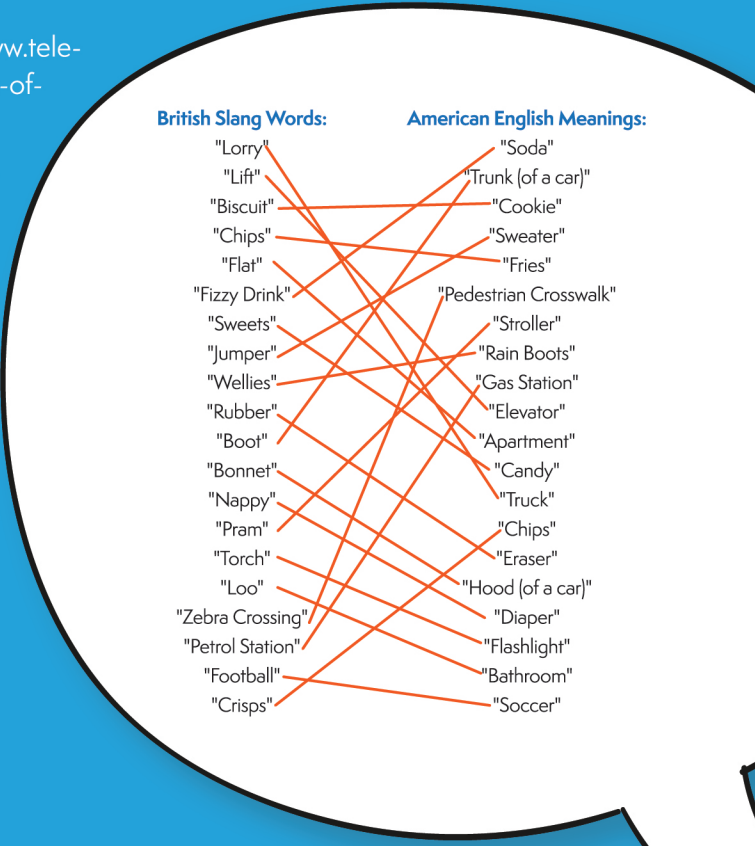 ww.tele-
-of-
British Slang Words: American English Meanings:
"Lorry" "Soda"
"Lift" "Trunk (of a car)"
"Biscuit" "Cookie"
"Chips" "Sweater"
"Flat" "Fries"
"Fizzy Drink" "Pedestrian Crosswalk"
"Sweets" "Stroller"
"Jumper" "Rain Boots"
"Wellies" "Gas Station"
"Rubber" "Elevator"
"Boot" "Apartment"
"Bonnet" "Candy"
"Nappy" "Truck"
"Pram" "Chips"
"Torch" "Eraser"
"Loo" "Hood (of a car)"
"Zebra Crossing" "Diaper"
"Petrol Station" "Flashlight"
"Football" "Bathroom"
"Crisps" "Soccer"